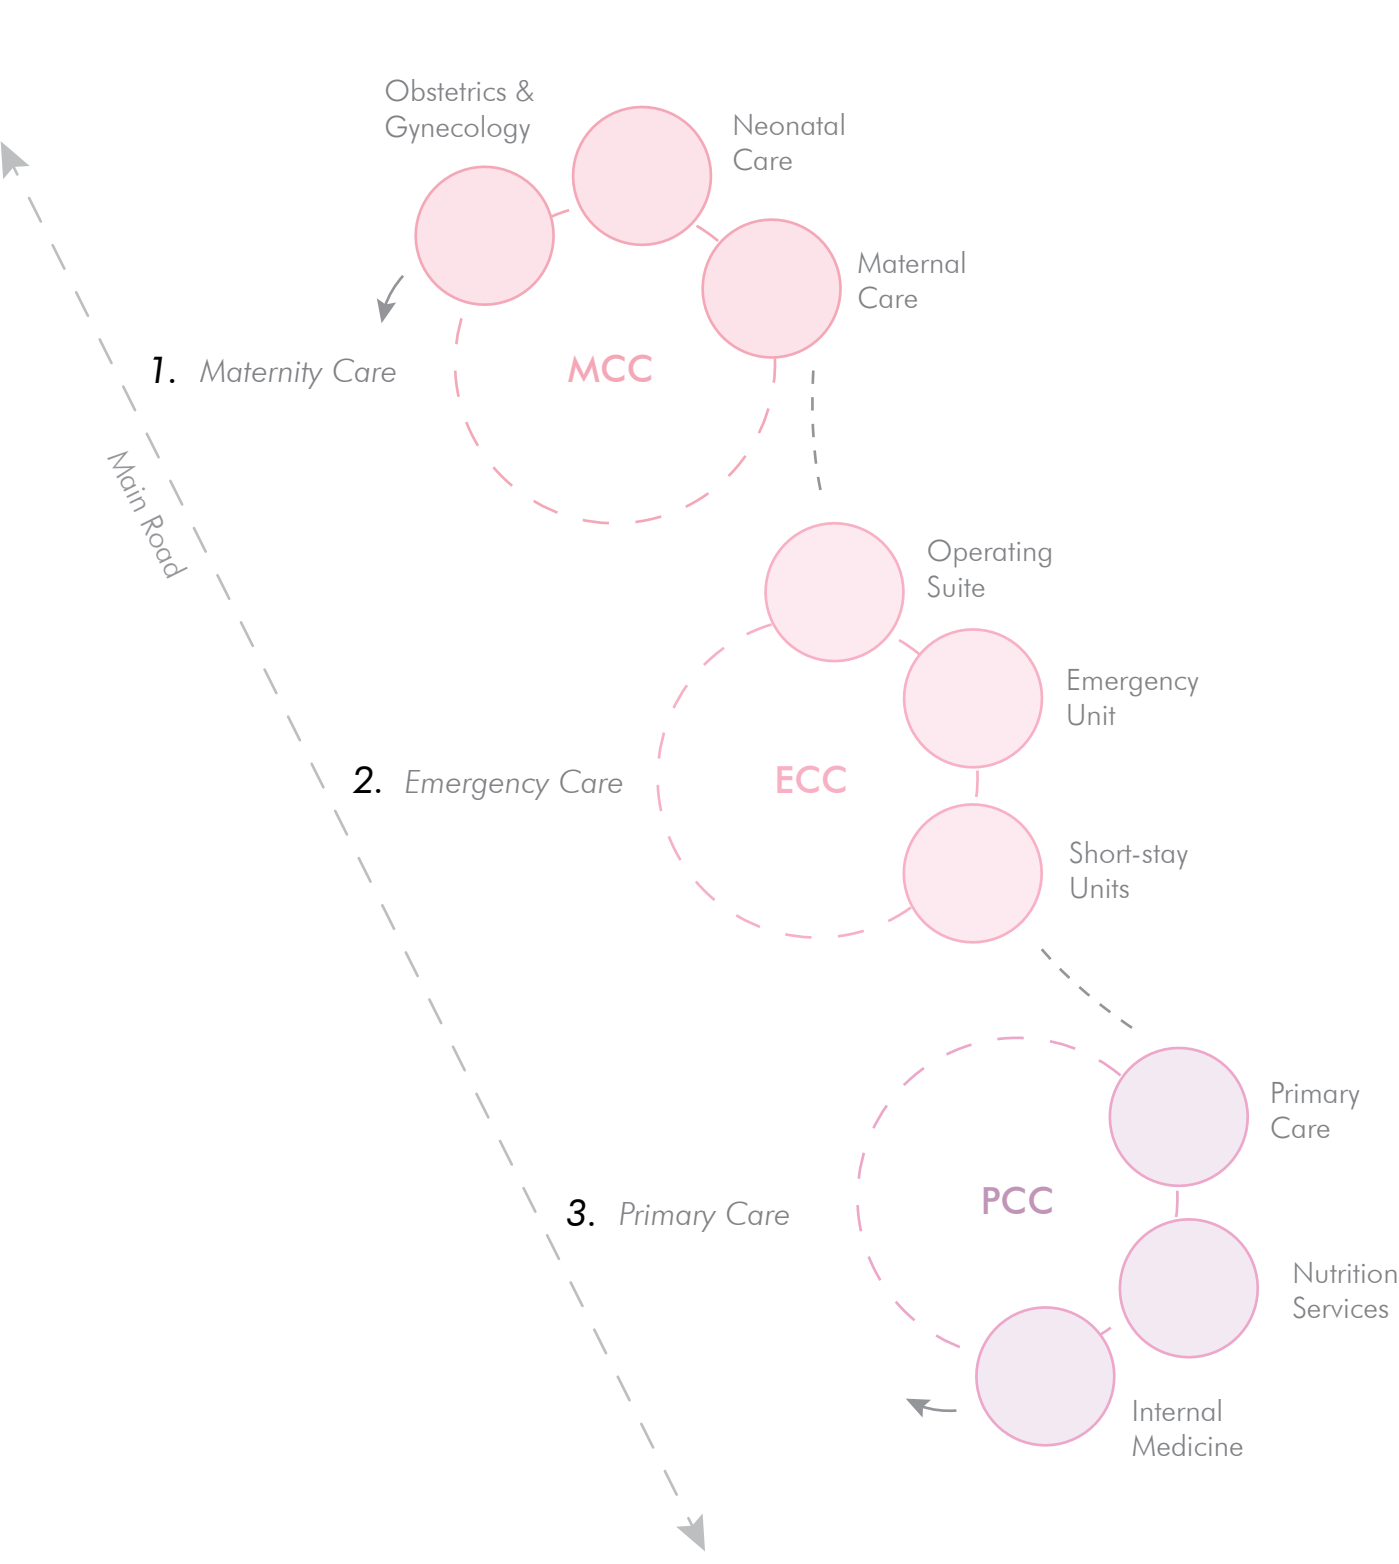 Obstetrics &
Gynecology
Neonatal
Care
Maternal
Care
1. Maternity Care
MCC
Main Road
Operating
Suite
Emergency
Unit
2. Emergency Care
ECC
Short-stay
Units
Primary
Care
3. Primary Care
PCC
Nutrition
Services
Internal
Medicine